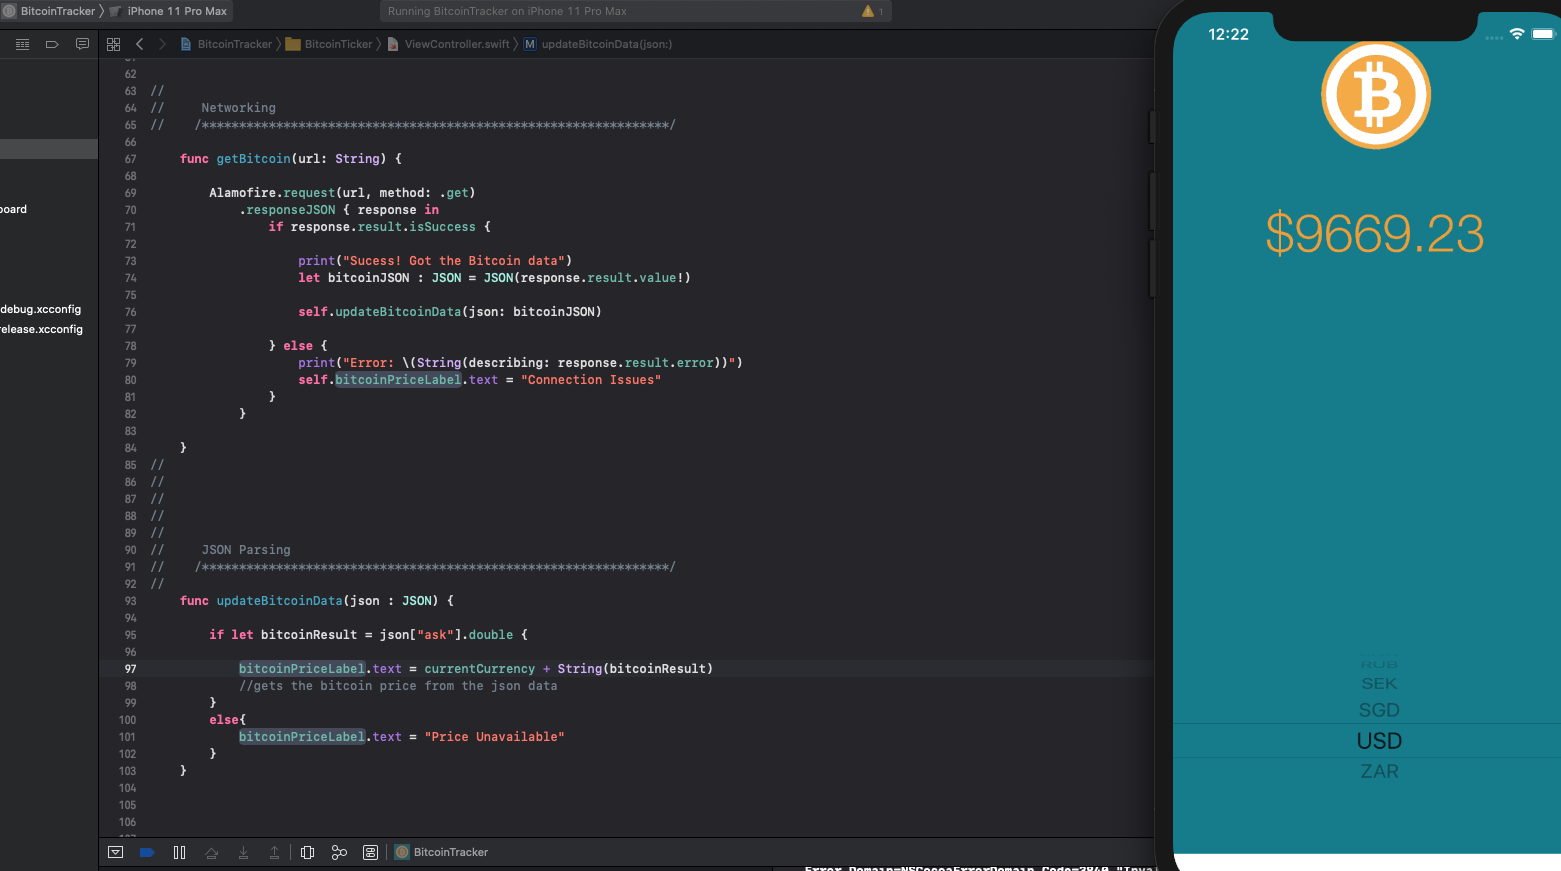 BitcoinTracker 〉 iPhone 11 Pro Max
Running BitcoinTracker on iPhone 11 Pro Max
1
BitcoinTracker 〉 BitcoinTicker 〉 ViewController.swift 〉 M updateBitcoinData(json:)
board
debug.xcconfig
release.xcconfig
62
63 //
64 // Networking
65 // /***************************************************************/
66
67 func getBitcoin(url: String) {
68
69 Alamofire.request(url, method: .get)
70 .responseJSON { response in
71 if response.result.isSuccess {
72
73 print("Sucess! Got the Bitcoin data")
74 let bitcoinJSON : JSON = JSON(response.result.value!)
75
76 self.updateBitcoinData(json: bitcoinJSON)
77
78 } else {
79 print("Error: \(String(describing: response.result.error))")
80 self.bitcoinPriceLabel.text = "Connection Issues"
81 }
82 }
83
84 }
85 //
86 //
87 //
88 //
89 //
90 // JSON Parsing
91 // /***************************************************************/
92 //
93 func updateBitcoinData(json : JSON) {
94
95 if let bitcoinResult = json["ask"].double {
96
97 bitcoinPriceLabel.text = currentCurrency + String(bitcoinResult)
98 //gets the bitcoin price from the json data
99 }
100 else{
101 bitcoinPriceLabel.text = "Price Unavailable"
102 }
103 }
104
105
106
BitcoinTracker
Error Domain=NSCocoaErrorDomain Code=3840 "Inva
12:22
$9669.23
RUB
SEK
SGD
USD
ZAR